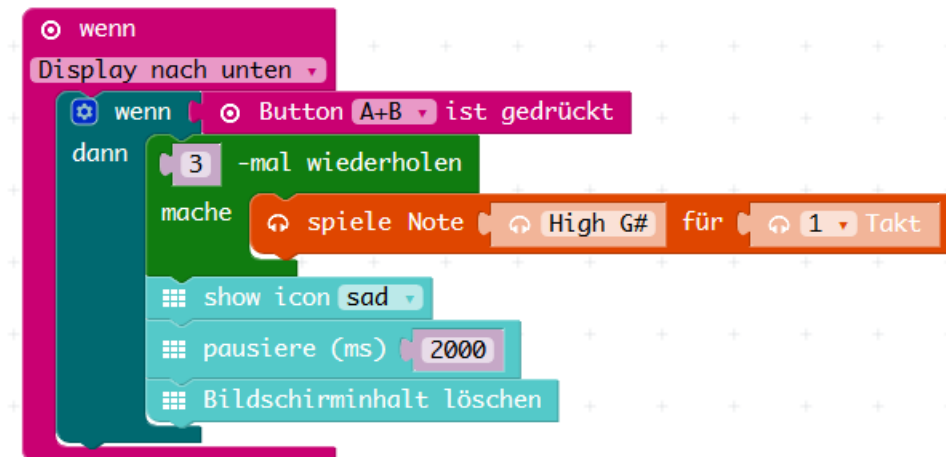 wenn
Display nach unten
wenn Button A+B ist gedrückt
dann 3 -mal wiederholen
mache spiele Note High G# für 1 Takt
show icon sad
pausiere (ms) 2000
Bildschirminhalt löschen